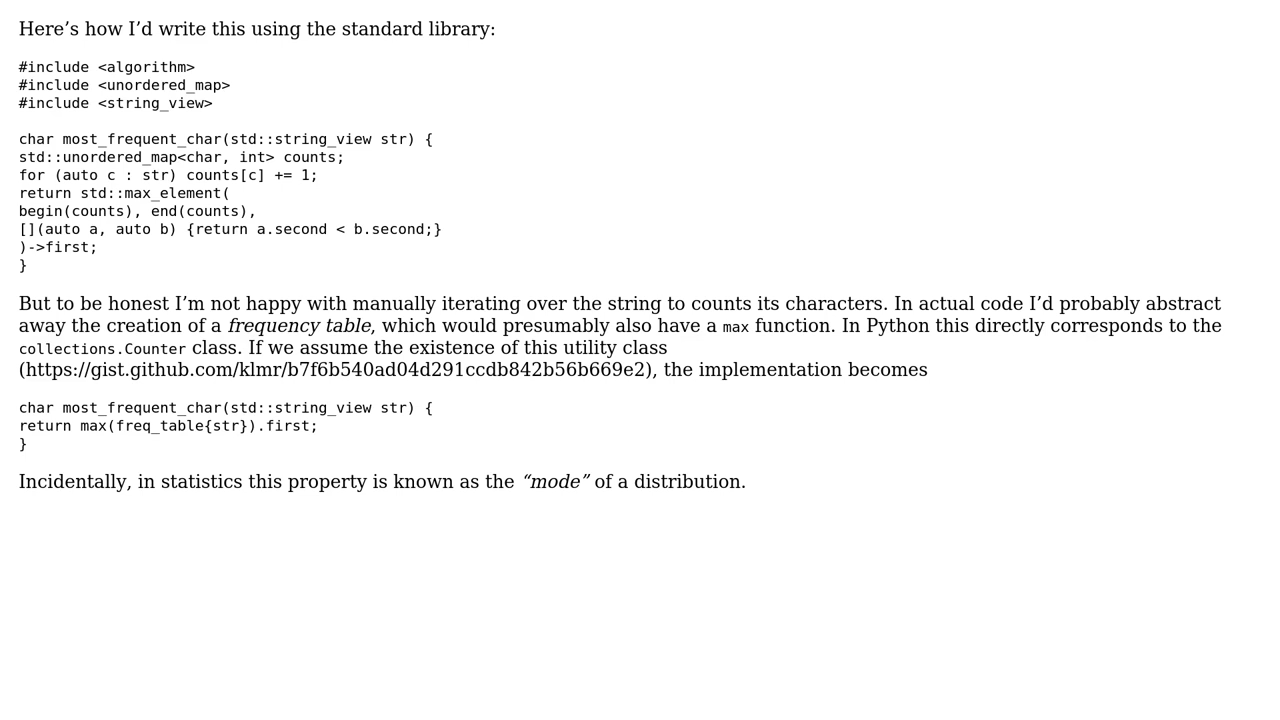 Here’s how I’d write this using the standard library:
#include <algorithm>
#include <unordered_map>
#include <string_view>
char most_frequent_char(std::string_view str) {
std::unordered_map<char, int> counts;
for (auto c : str) counts[c] += 1;
return std::max_element(
begin(counts), end(counts),
[](auto a, auto b) {return a.second < b.second;}
)->first;
}
But to be honest I’m not happy with manually iterating over the string to counts its characters. In actual code I’d probably abstract
away the creation of a frequency table, which would presumably also have a max function. In Python this directly corresponds to the
collections.Counter class. If we assume the existence of this utility class
(https://gist.github.com/klmr/b7f6b540ad04d291ccdb842b56b669e2), the implementation becomes
char most_frequent_char(std::string_view str) {
return max(freq_table{str}).first;
}
Incidentally, in statistics this property is known as the “mode” of a distribution.